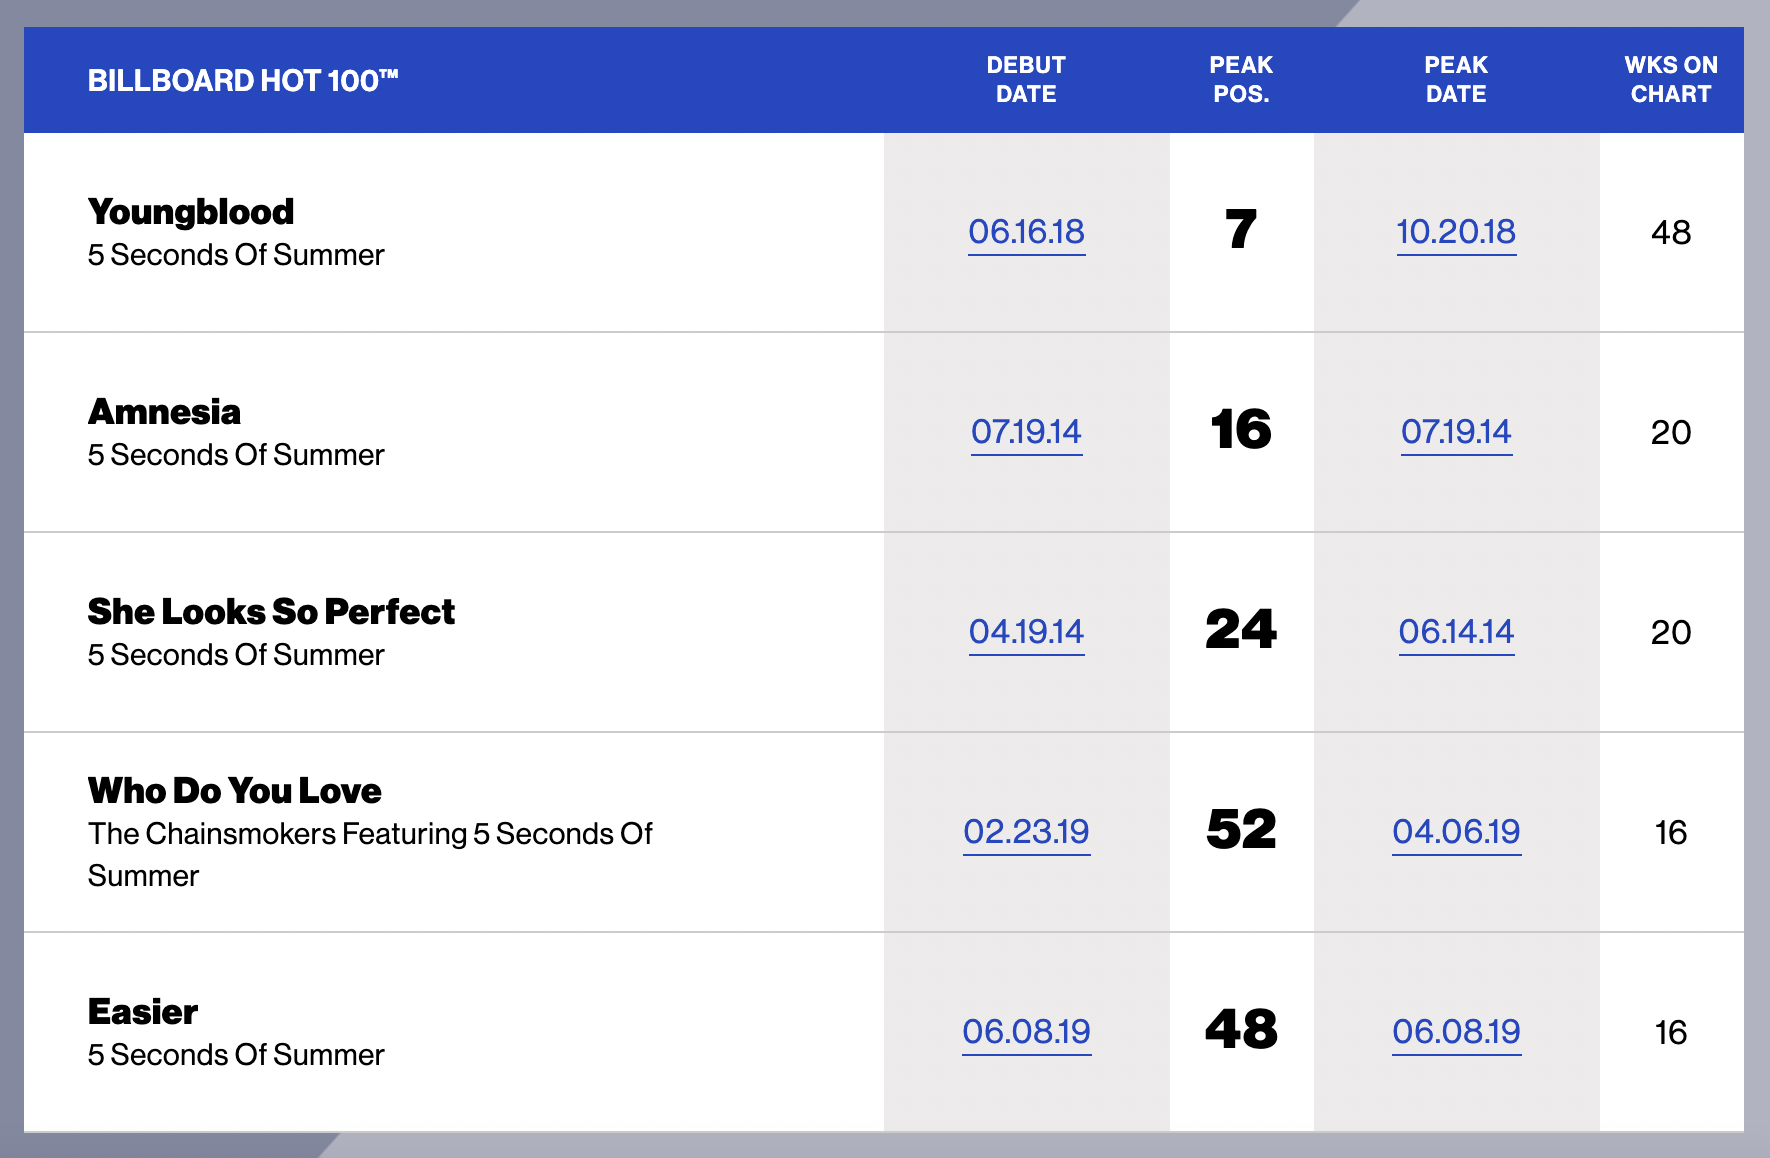 BILLBOARD HOT 100™
DEBUT
DATE
PEAK
POS.
PEAK
DATE
WKS ON
CHART
Youngblood
5 Seconds Of Summer
06.16.18
7
10.20.18
48
Amnesia
5 Seconds Of Summer
07.19.14
16
07.19.14
20
She Looks So Perfect
5 Seconds Of Summer
04.19.14
24
06.14.14
20
Who Do You Love
The Chainsmokers Featuring 5 Seconds Of
Summer
02.23.19
52
04.06.19
16
Easier
5 Seconds Of Summer
06.08.19
48
06.08.19
16